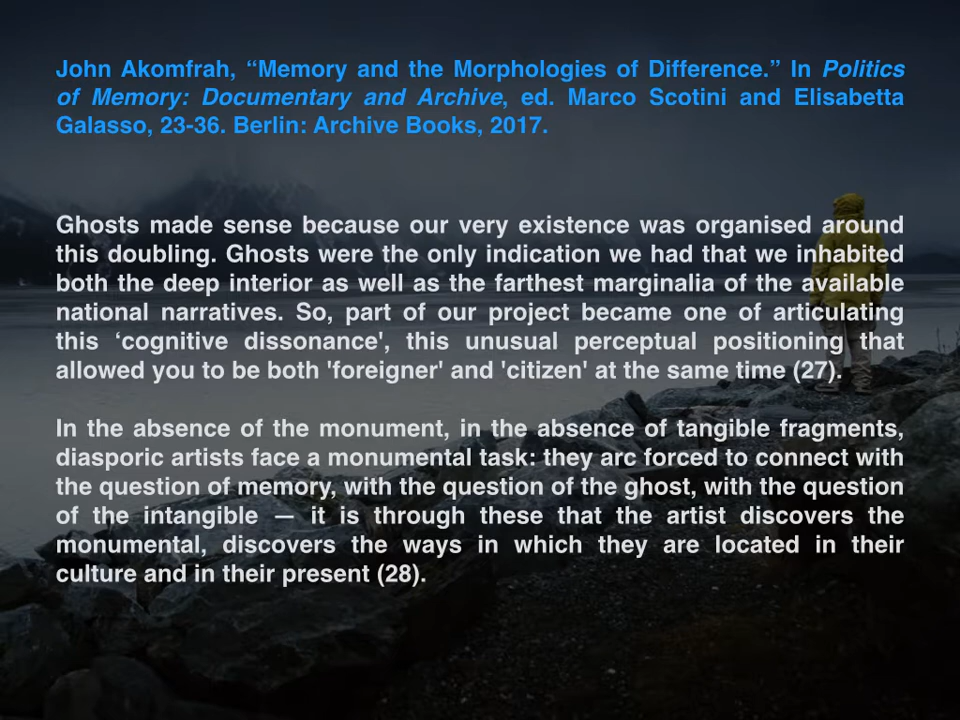 John Akomfrah, “Memory and the Morphologies of Difference.” In Politics
of Memory: Documentary and Archive, ed. Marco Scotini and Elisabetta
Galasso, 23-36. Berlin: Archive Books, 2017.
Ghosts made sense because our very existence was organised around
this doubling. Ghosts were the only indication we had that we inhabited
both the deep interior as well as the farthest marginalia of the available
national narratives. So, part of our project became one of articulating
this ‘cognitive dissonance', this unusual perceptual positioning that
allowed you to be both 'foreigner' and 'citizen' at the same time (27).
In the absence of the monument, in the absence of tangible fragments,
diasporic artists face a monumental task: they arc forced to connect with
the question of memory, with the question of the ghost, with the question
of the intangible — it is through these that the artist discovers the
monumental, discovers the ways in which they are located in their
culture and in their present (28).